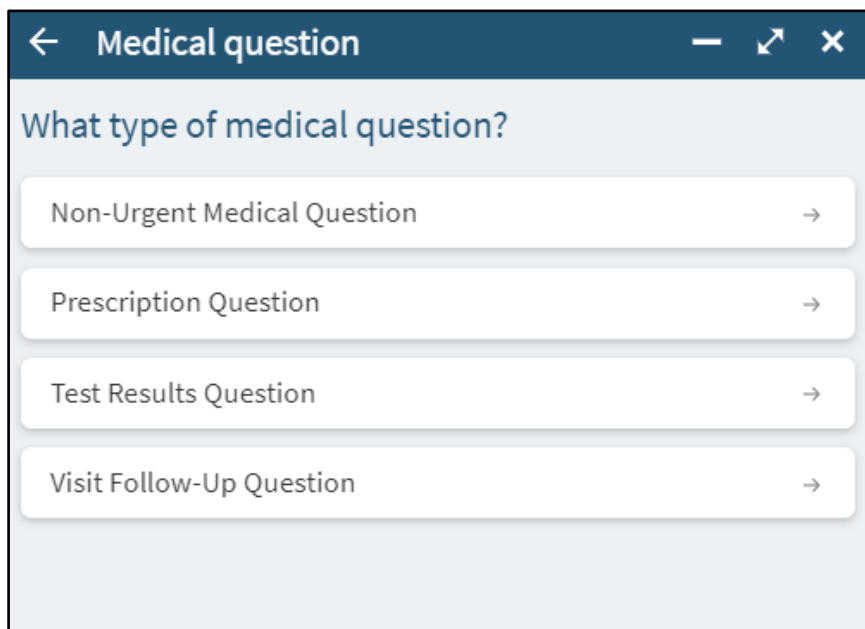 Medical question
What type of medical question?
Non-Urgent Medical Question
Prescription Question
Test Results Question
Visit Follow-Up Question